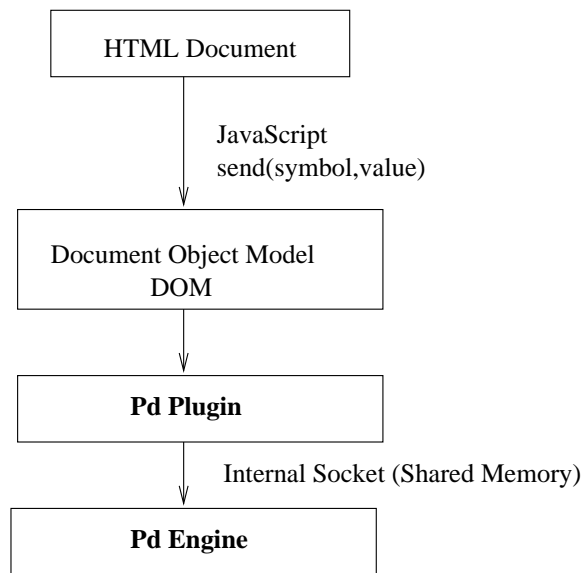 HTML Document
JavaScript
send(symbol,value)
Document Object Model
DOM
Pd Plugin
Internal Socket (Shared Memory)
Pd Engine